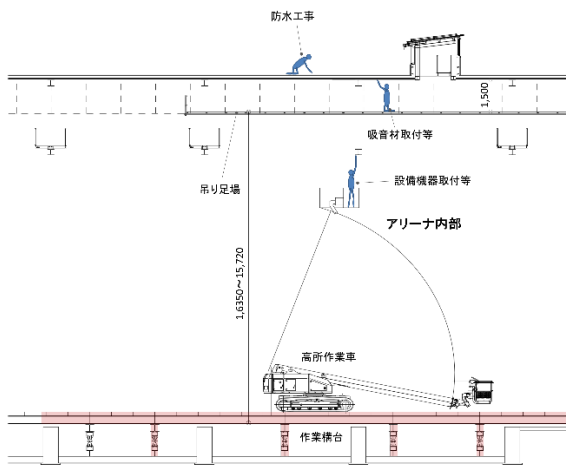 防水工事
1,500
吸音材取付等
吊り足場
設備機器取付等
アリーナ内部
1,6350～15,720
高所作業車
作業構台